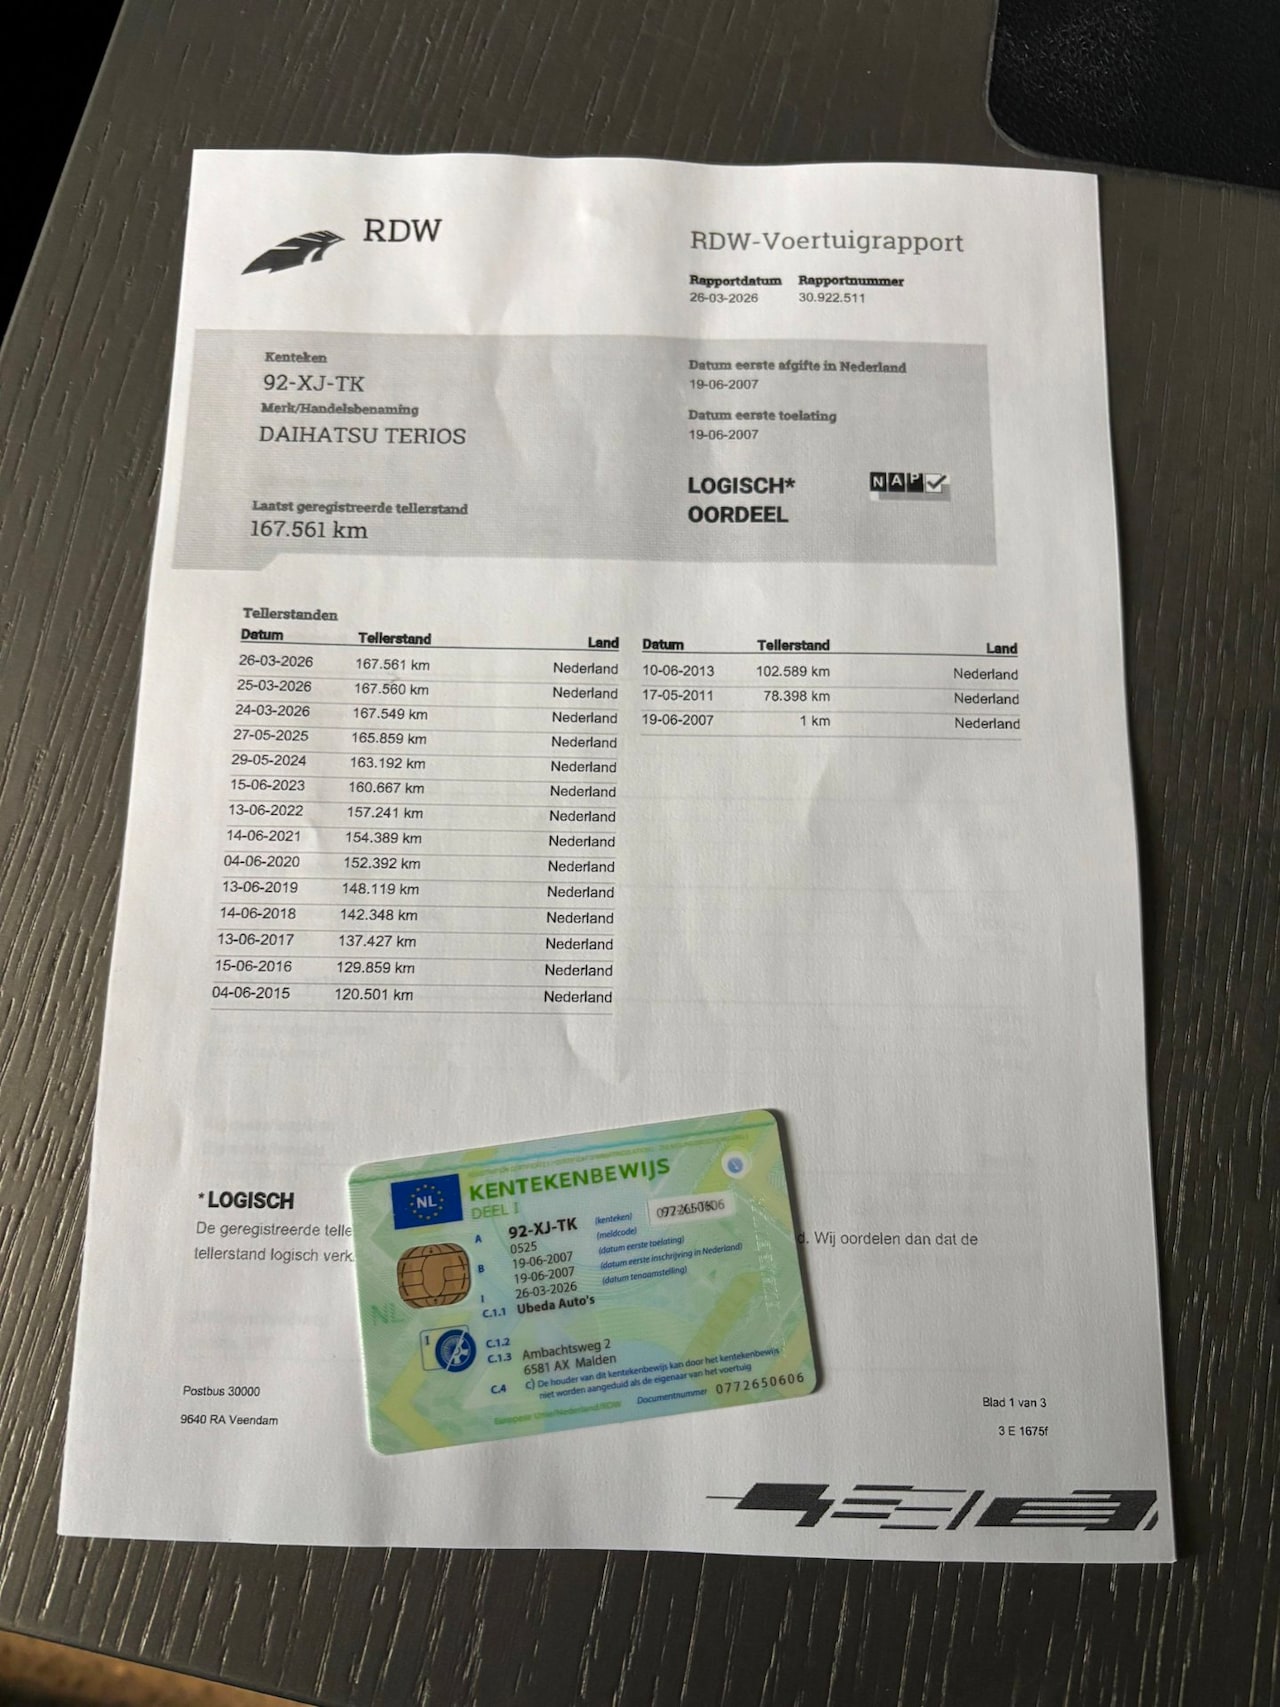 RDW
RDW-Voertuigrapport
Rapportdatum Rapportnummer
26-03-2026 30.922.511
Kenteken
92-XJ-TK
Merk/Handelsbenaming
DAIHATSU TERIOS
Laatst geregistreerde tellerstand
167.561 km
Datum eerste afgifte in Nederland
19-06-2007
Datum eerste toelating
19-06-2007
LOGISCH*
OORDEEL
NAP
Tellerstanden
Datum Tellerstand Land
26-03-2026 167.561 km Nederland
25-03-2026 167.560 km Nederland
24-03-2026 167.549 km Nederland
27-05-2025 165.859 km Nederland
29-05-2024 163.192 km Nederland
15-06-2023 160.667 km Nederland
13-06-2022 157.241 km Nederland
14-06-2021 154.389 km Nederland
04-06-2020 152.392 km Nederland
13-06-2019 148.119 km Nederland
14-06-2018 142.348 km Nederland
13-06-2017 137.427 km Nederland
15-06-2016 129.859 km Nederland
04-06-2015 120.501 km Nederland
Datum Tellerstand Land
10-06-2013 102.589 km Nederland
17-05-2011 78.398 km Nederland
19-06-2007 1 km Nederland
*LOGISCH
De geregistreerde telle
d. Wij oordelen dan dat de
tellerstand logisch verk
NL
KENTEKENBEWIJS
DEEL I
A 92-XJ-TK (kenteken)
0525 (meldcode)
B 19-06-2007 (datum eerste toelating)
19-06-2007 (datum eerste inschrijving in Nederland)
I 26-03-2026 (datum tenaamstelling)
C.1.1 Ubeda Auto's
NL
I
C.1.2
C.1.3 Ambachtsweg 2
6581 AX Malden
C.4 c) De houder van dit kentekenbewijs kan door het kentekenbewijs
niet worden aangeduid als de eigenaar van het voertuig
Europese Unie/Nederland/RDW Documentnummer 0772650606
Postbus 30000
9640 RA Veendam
Blad 1 van 3
3 E 1675f